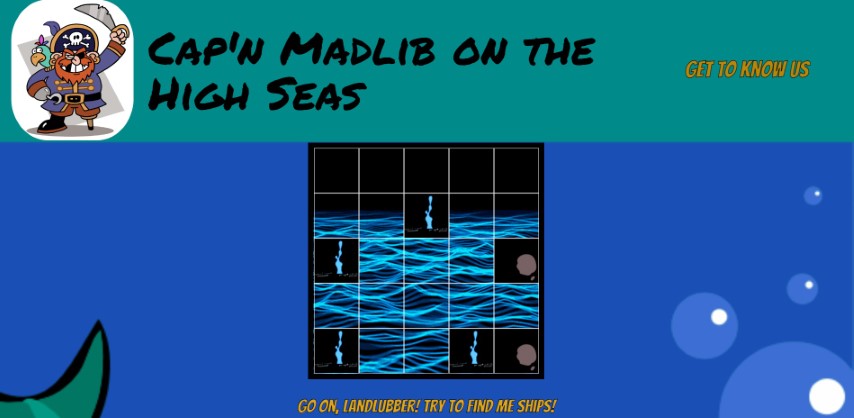 Cap'n Madlib on the
High Seas
GET TO KNOW US
GO ON, LANDLUBBER! TRY TO FIND ME SHIPS!